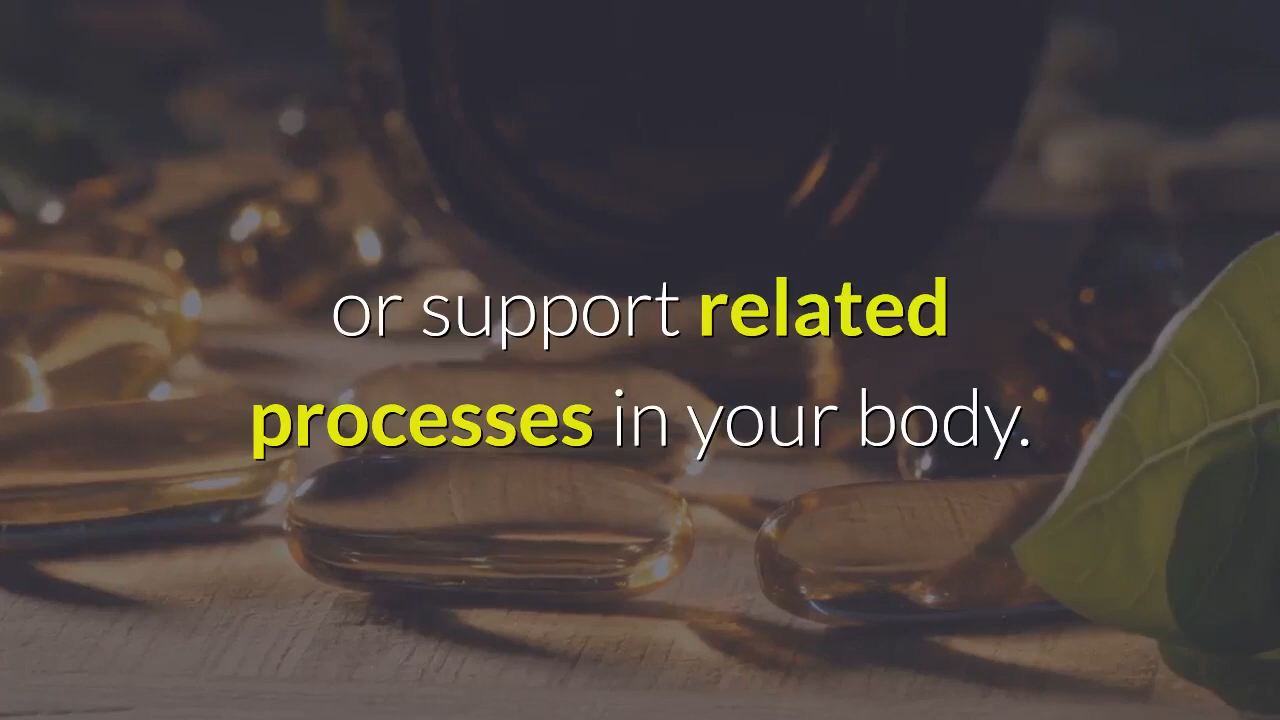 or support related
processes in your body.